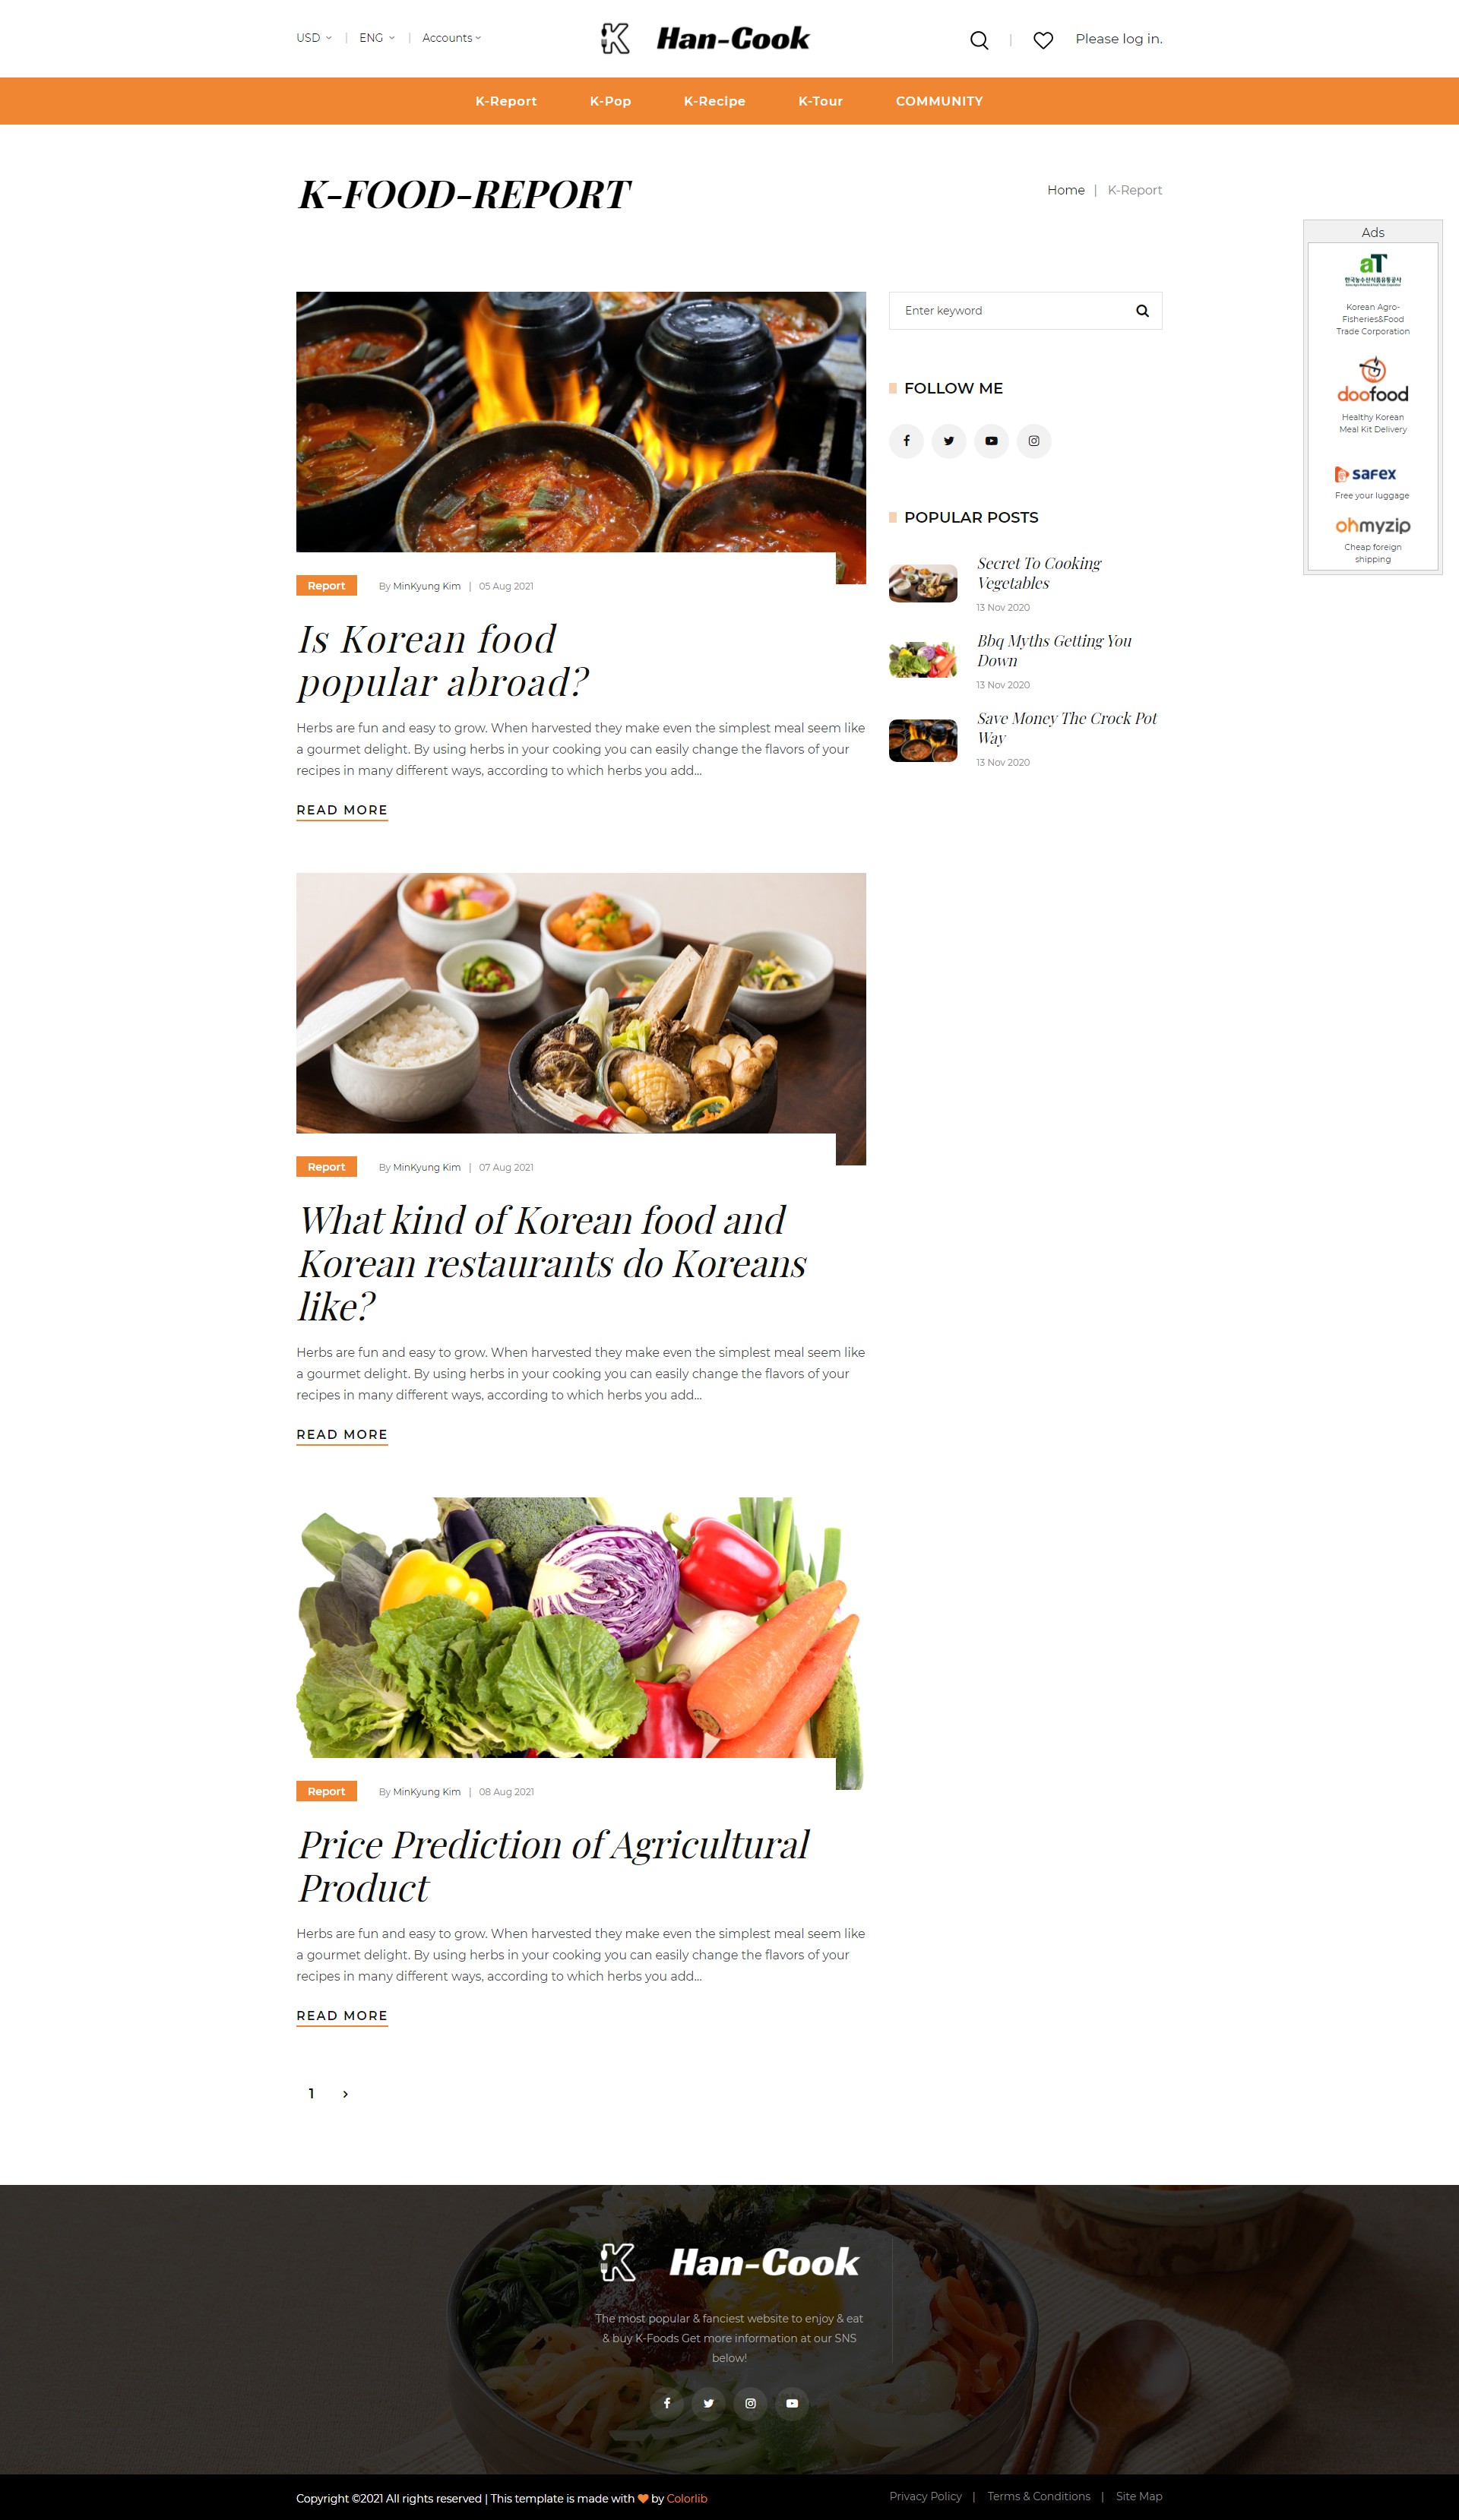 USD | ENG | Accounts
K Han-Cook
| Please log in.
K-Report K-Pop K-Recipe K-Tour COMMUNITY
K-FOOD-REPORT
Home | K-Report
Ads
aT
한국농수산식품유통공사
Korean Agro-
Fisheries&Food
Trade Corporation
doofood
Healthy Korean
Meal Kit Delivery
safex
Free your luggage
ohmyzip
Cheap foreign
shipping
Enter keyword
FOLLOW ME
POPULAR POSTS
Secret To Cooking
Vegetables
13 Nov 2020
Bbq Myths Getting You
Down
13 Nov 2020
Save Money The Crock Pot
Way
13 Nov 2020
Report By MinKyung Kim | 05 Aug 2021
Is Korean food
popular abroad?
Herbs are fun and easy to grow. When harvested they make even the simplest meal seem like
a gourmet delight. By using herbs in your cooking you can easily change the flavors of your
recipes in many different ways, according to which herbs you add...
READ MORE
Report By MinKyung Kim | 07 Aug 2021
What kind of Korean food and
Korean restaurants do Koreans
like?
Herbs are fun and easy to grow. When harvested they make even the simplest meal seem like
a gourmet delight. By using herbs in your cooking you can easily change the flavors of your
recipes in many different ways, according to which herbs you add...
READ MORE
Report By MinKyung Kim | 08 Aug 2021
Price Prediction of Agricultural
Product
Herbs are fun and easy to grow. When harvested they make even the simplest meal seem like
a gourmet delight. By using herbs in your cooking you can easily change the flavors of your
recipes in many different ways, according to which herbs you add...
READ MORE
1 >
K Han-Cook
The most popular & fanciest website to enjoy & eat
& buy K-Foods Get more information at our SNS
below!
Copyright ©2021 All rights reserved | This template is made with ♥ by Colorlib
Privacy Policy | Terms & Conditions | Site Map